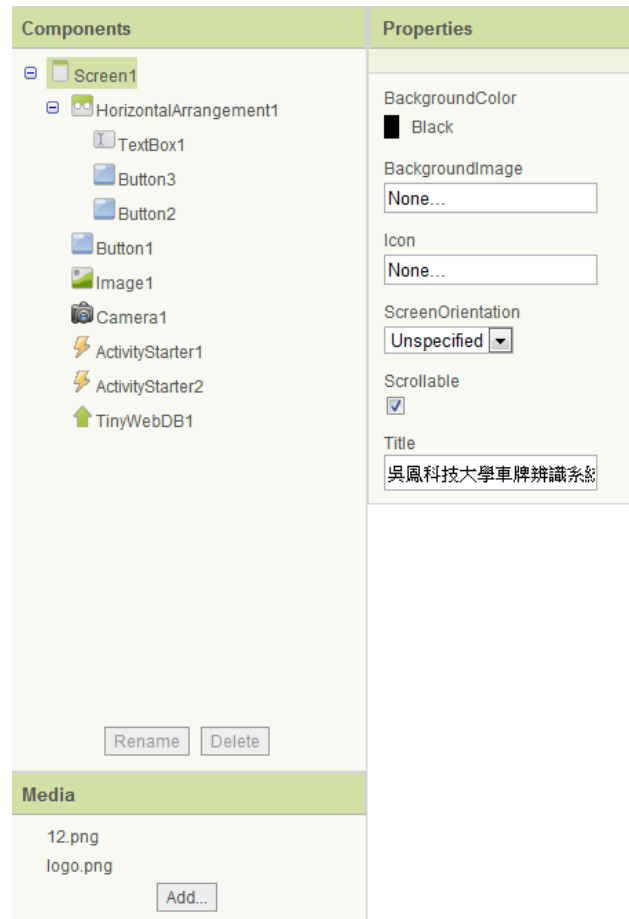 Components
Screen1
HorizontalArrangement1
TextBox1
Button3
Button2
Button1
Image1
Camera1
ActivityStarter1
ActivityStarter2
TinyWebDB1
Rename Delete
Media
12.png
logo.png
Add...
Properties
BackgroundColor
Black
BackgroundImage
None...
Icon
None...
ScreenOrientation
Unspecified
Scrollable
Title
吳鳳科技大學車牌辨識系